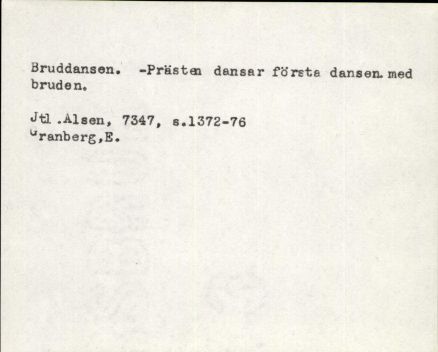 Bruddansen. -Prästen dansar första dansen med
bruden.
Jtl .Alsen, 7347, s.1372-76
Granberg,E.